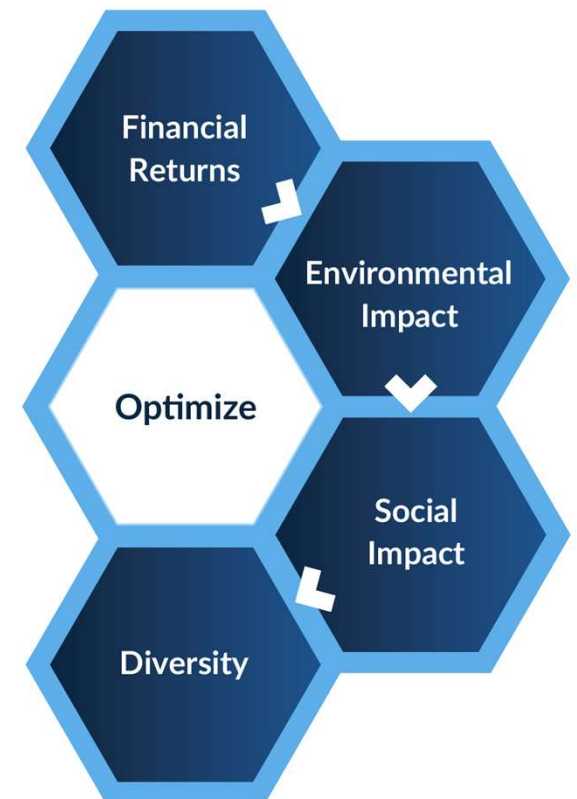 Financial
Returns
Environmental
Impact
Optimize
Social
Impact
Diversity